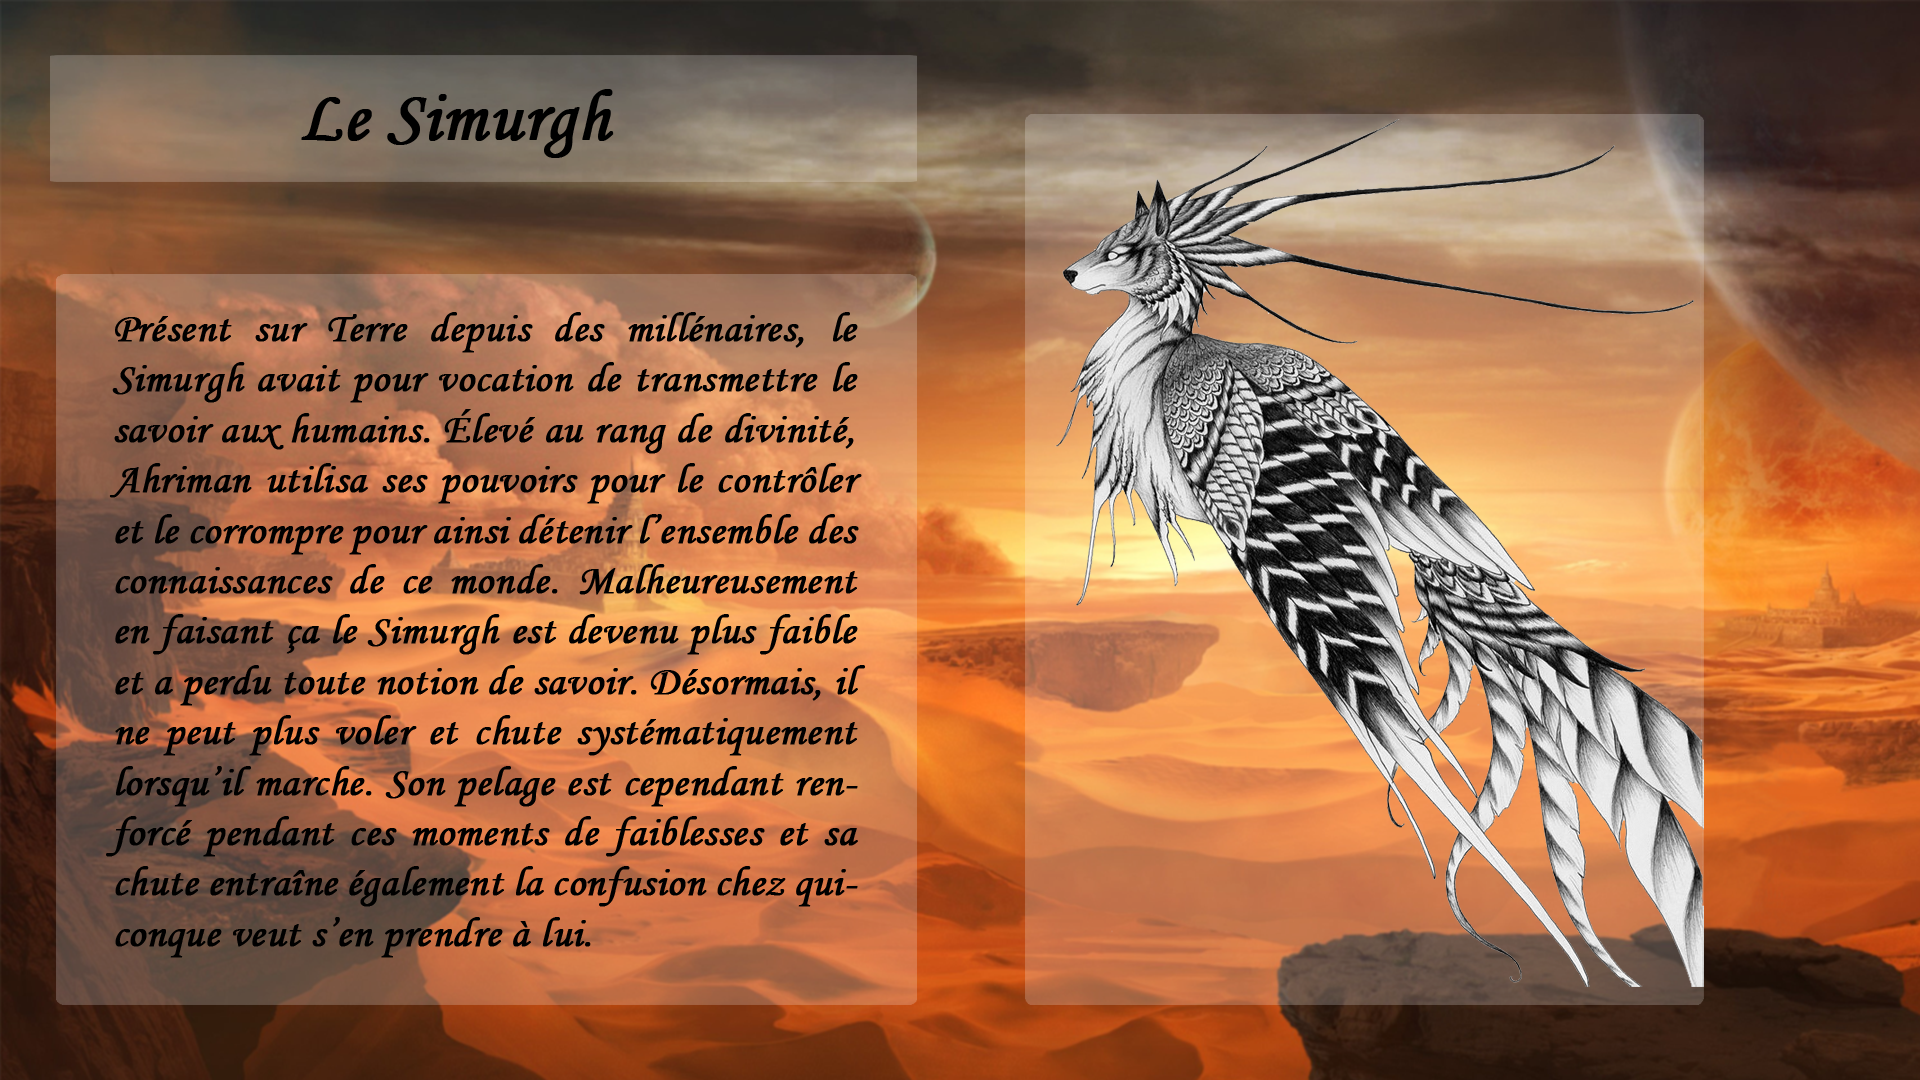 Le Simurgh
Présent sur Terre depuis des millénaires, le
Simurgh avait pour vocation de transmettre le
savoir aux humains. Élevé au rang de divinité,
Ahriman utilisa ses pouvoirs pour le contrôler
et le corrompre pour ainsi détenir l'ensemble des
connaissances de ce monde. Malheureusement
en faisant ça le Simurgh est devenu plus faible
et a perdu toute notion de savoir. Désormais, il
ne peut plus voler et chute systématiquement
lorsqu'il marche. Son pelage est cependant ren-
forcé pendant ces moments de faiblesses et sa
chute entraîne également la confusion chez qui-
conque veut s'en prendre à lui.